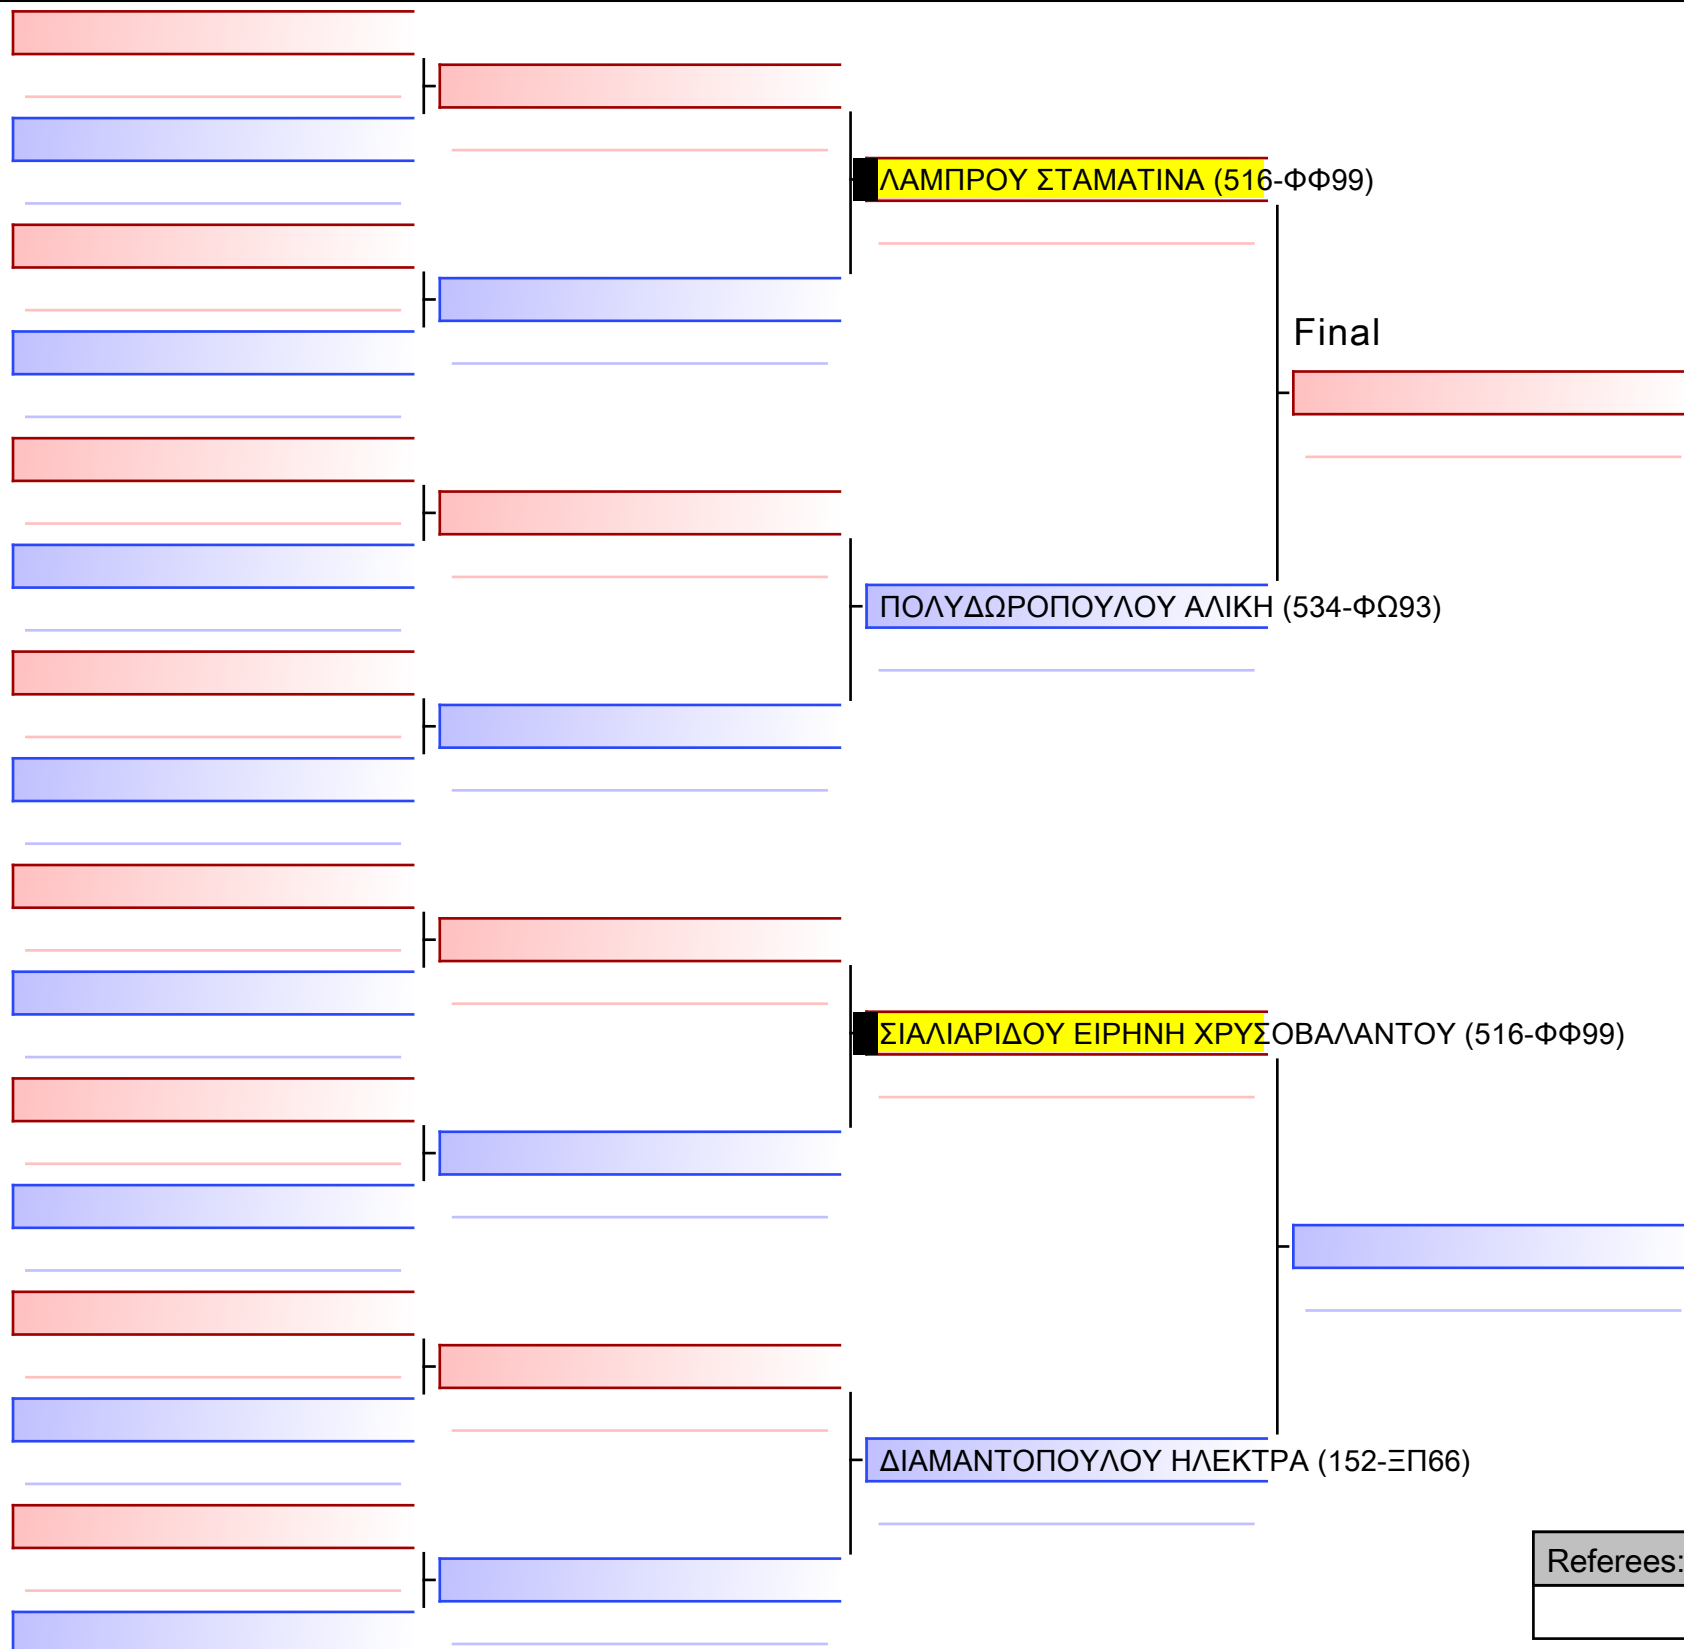 ΛΑΜΠΡΟΥ ΣΤΑΜΑΤΙΝΑ (516-ΦΦ99)
Final
ΠΟΛΥΔΩΡΟΠΟΥΛΟΥ ΑΛΙΚΗ (534-ΦΩ93)
ΣΙΑΛΙΑΡΙΔΟΥ ΕΙΡΗΝΗ ΧΡΥΣΟΒΑΛΑΝΤΟΥ (516-ΦΦ99)
ΔΙΑΜΑΝΤΟΠΟΥΛΟΥ ΗΛΕΚΤΡΑ (152-ΞΠ66)
Referees: